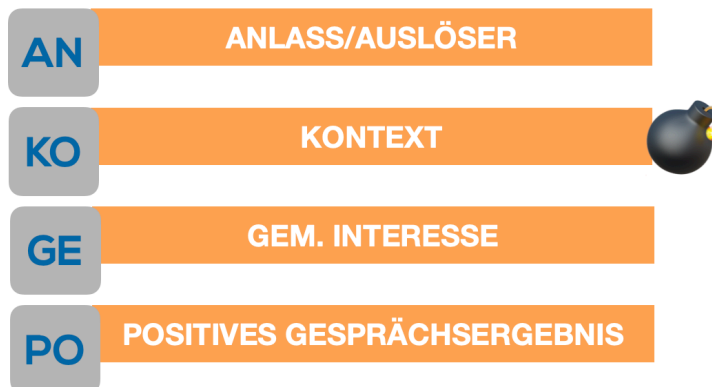 AN ANLASS/AUSLÖSER
KO KONTEXT
GE GEM. INTERESSE
PO POSITIVES GESPRÄCHSERGEBNIS